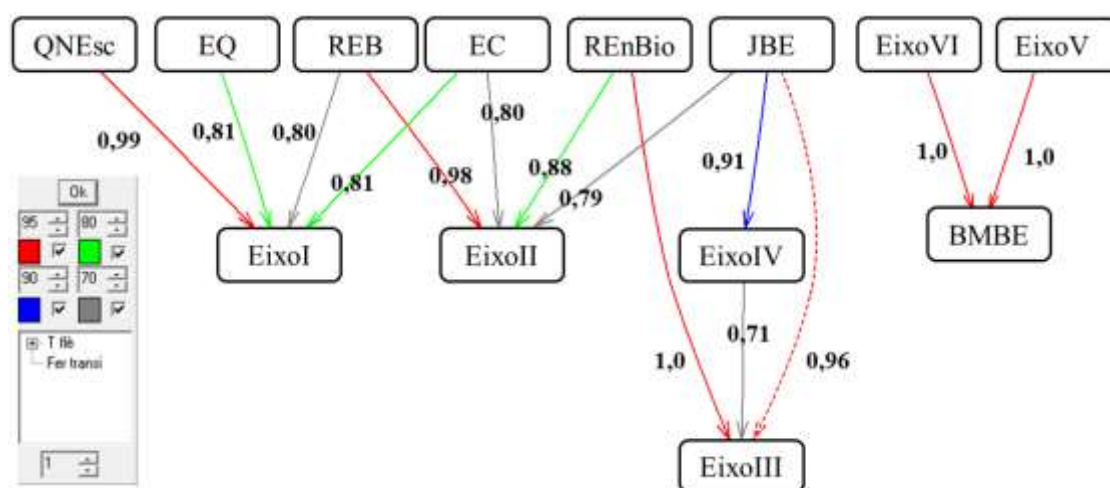 QNEsc
EQ
REB
EC
REnBio
JBE
EixoVI
EixoV
0,99
0,81
0,80
0,81
0,98
0,80
0,88
0,79
0,91
1,0
1,0
EixoI
EixoII
EixoIV
BMBE
0,71
1,0
0,96
EixoIII
Ok
95 80
90 70
T flè
Fer transi
1